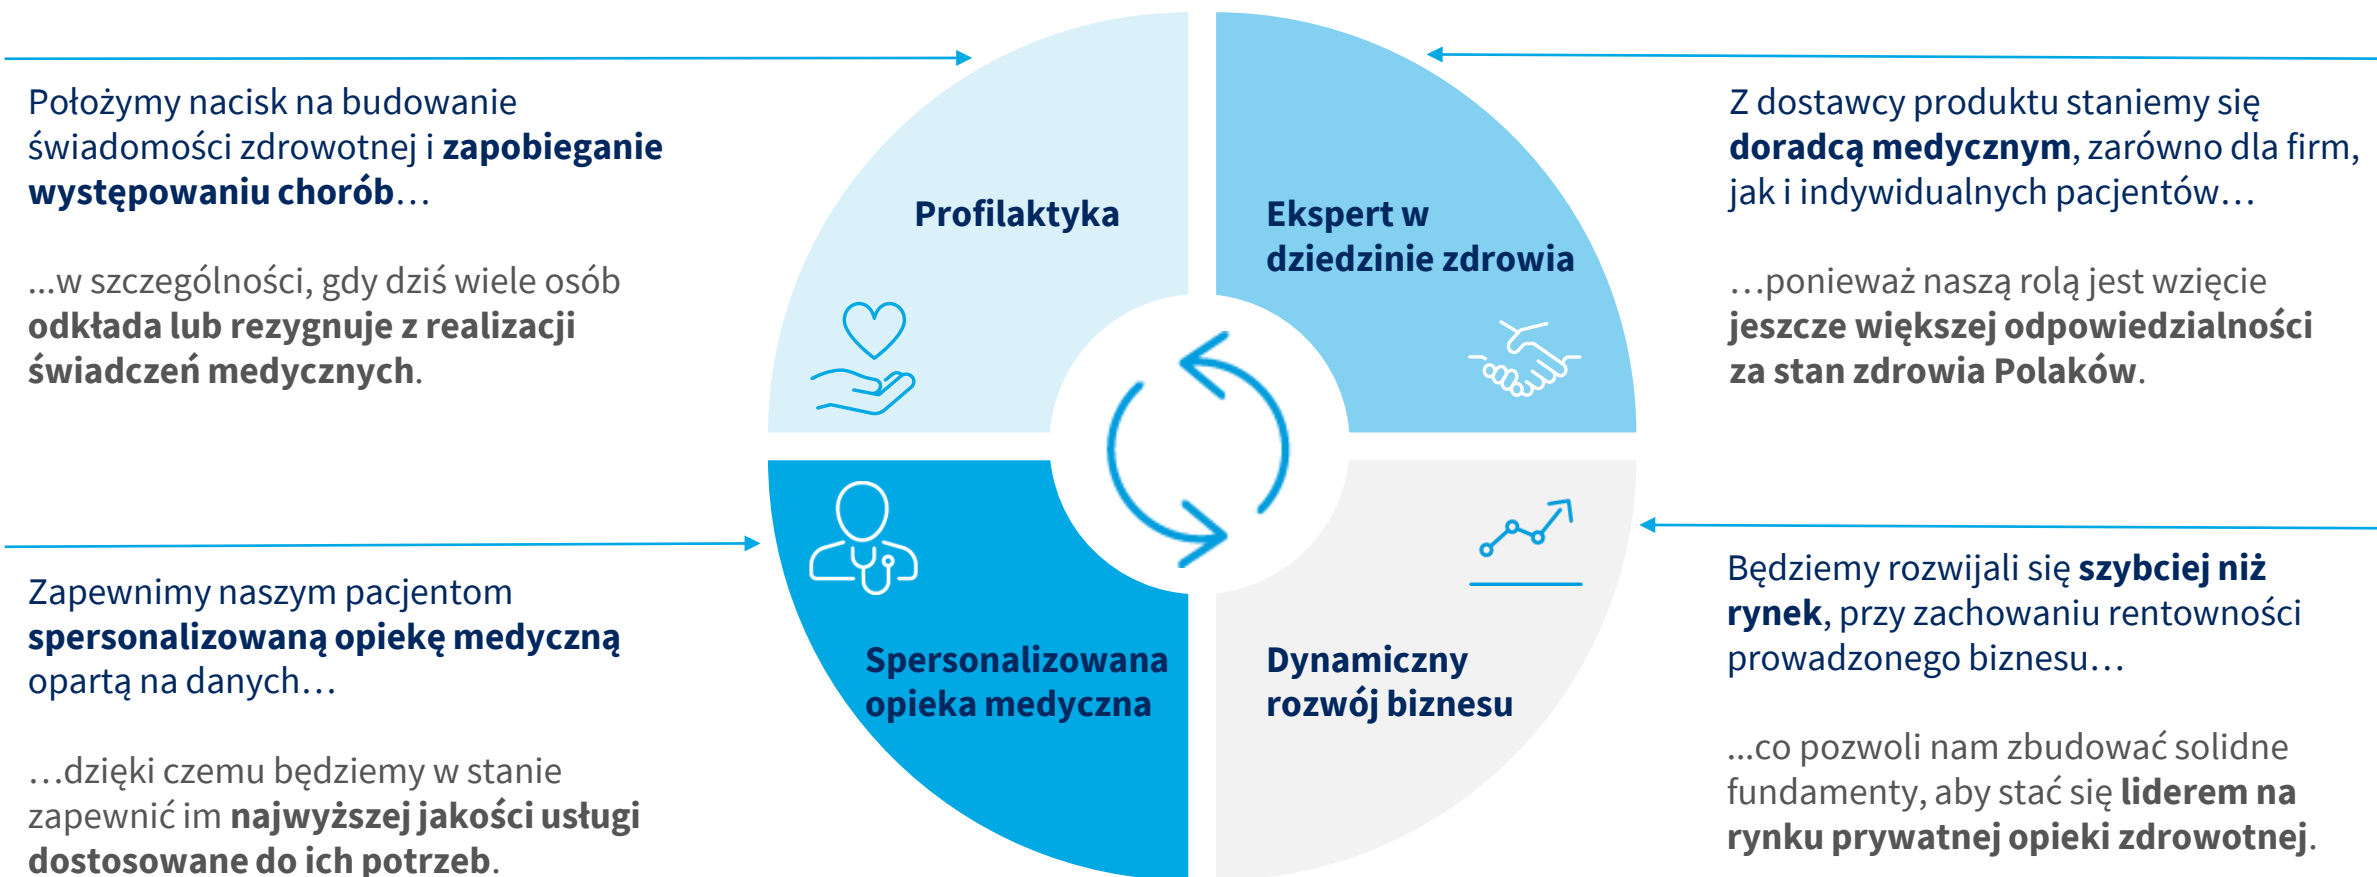 Położymy nacisk na budowanie
świadomości zdrowotnej i zapobieganie
występowaniu chorób…
...w szczególności, gdy dziś wiele osób
odkłada lub rezygnuje z realizacji
świadczeń medycznych.
Profilaktyka
Ekspert w
dziedzinie zdrowia
Z dostawcy produktu staniemy się
doradcą medycznym, zarówno dla firm,
jak i indywidualnych pacjentów…
…ponieważ naszą rolą jest wzięcie
jeszcze większej odpowiedzialności
za stan zdrowia Polaków.
Zapewnimy naszym pacjentom
spersonalizowaną opiekę medyczną
opartą na danych…
…dzięki czemu będziemy w stanie
zapewnić im najwyższej jakości usługi
dostosowane do ich potrzeb.
Spersonalizowana
opieka medyczna
Dynamiczny
rozwój biznesu
Będziemy rozwijali się szybciej niż
rynek, przy zachowaniu rentowności
prowadzonego biznesu…
...co pozwoli nam zbudować solidne
fundamenty, aby stać się liderem na
rynku prywatnej opieki zdrowotnej.